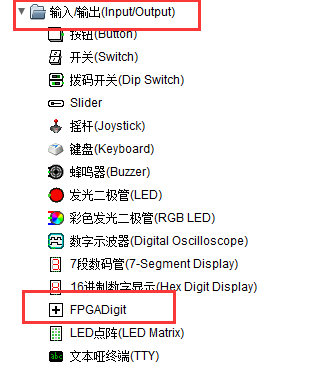 输入/输出(Input/Output)
按钮(Button)
开关(Switch)
拨码开关(Dip Switch)
Slider
摇杆(Joystick)
键盘(Keyboard)
蜂鸣器(Buzzer)
发光二极管(LED)
彩色发光二极管(RGB LED)
数字示波器(Digital Oscilloscope)
7段数码管(7-Segment Display)
16进制数字显示(Hex Digit Display)
FPGADigit
LED点阵(LED Matrix)
abc 文本哑终端(TTY)